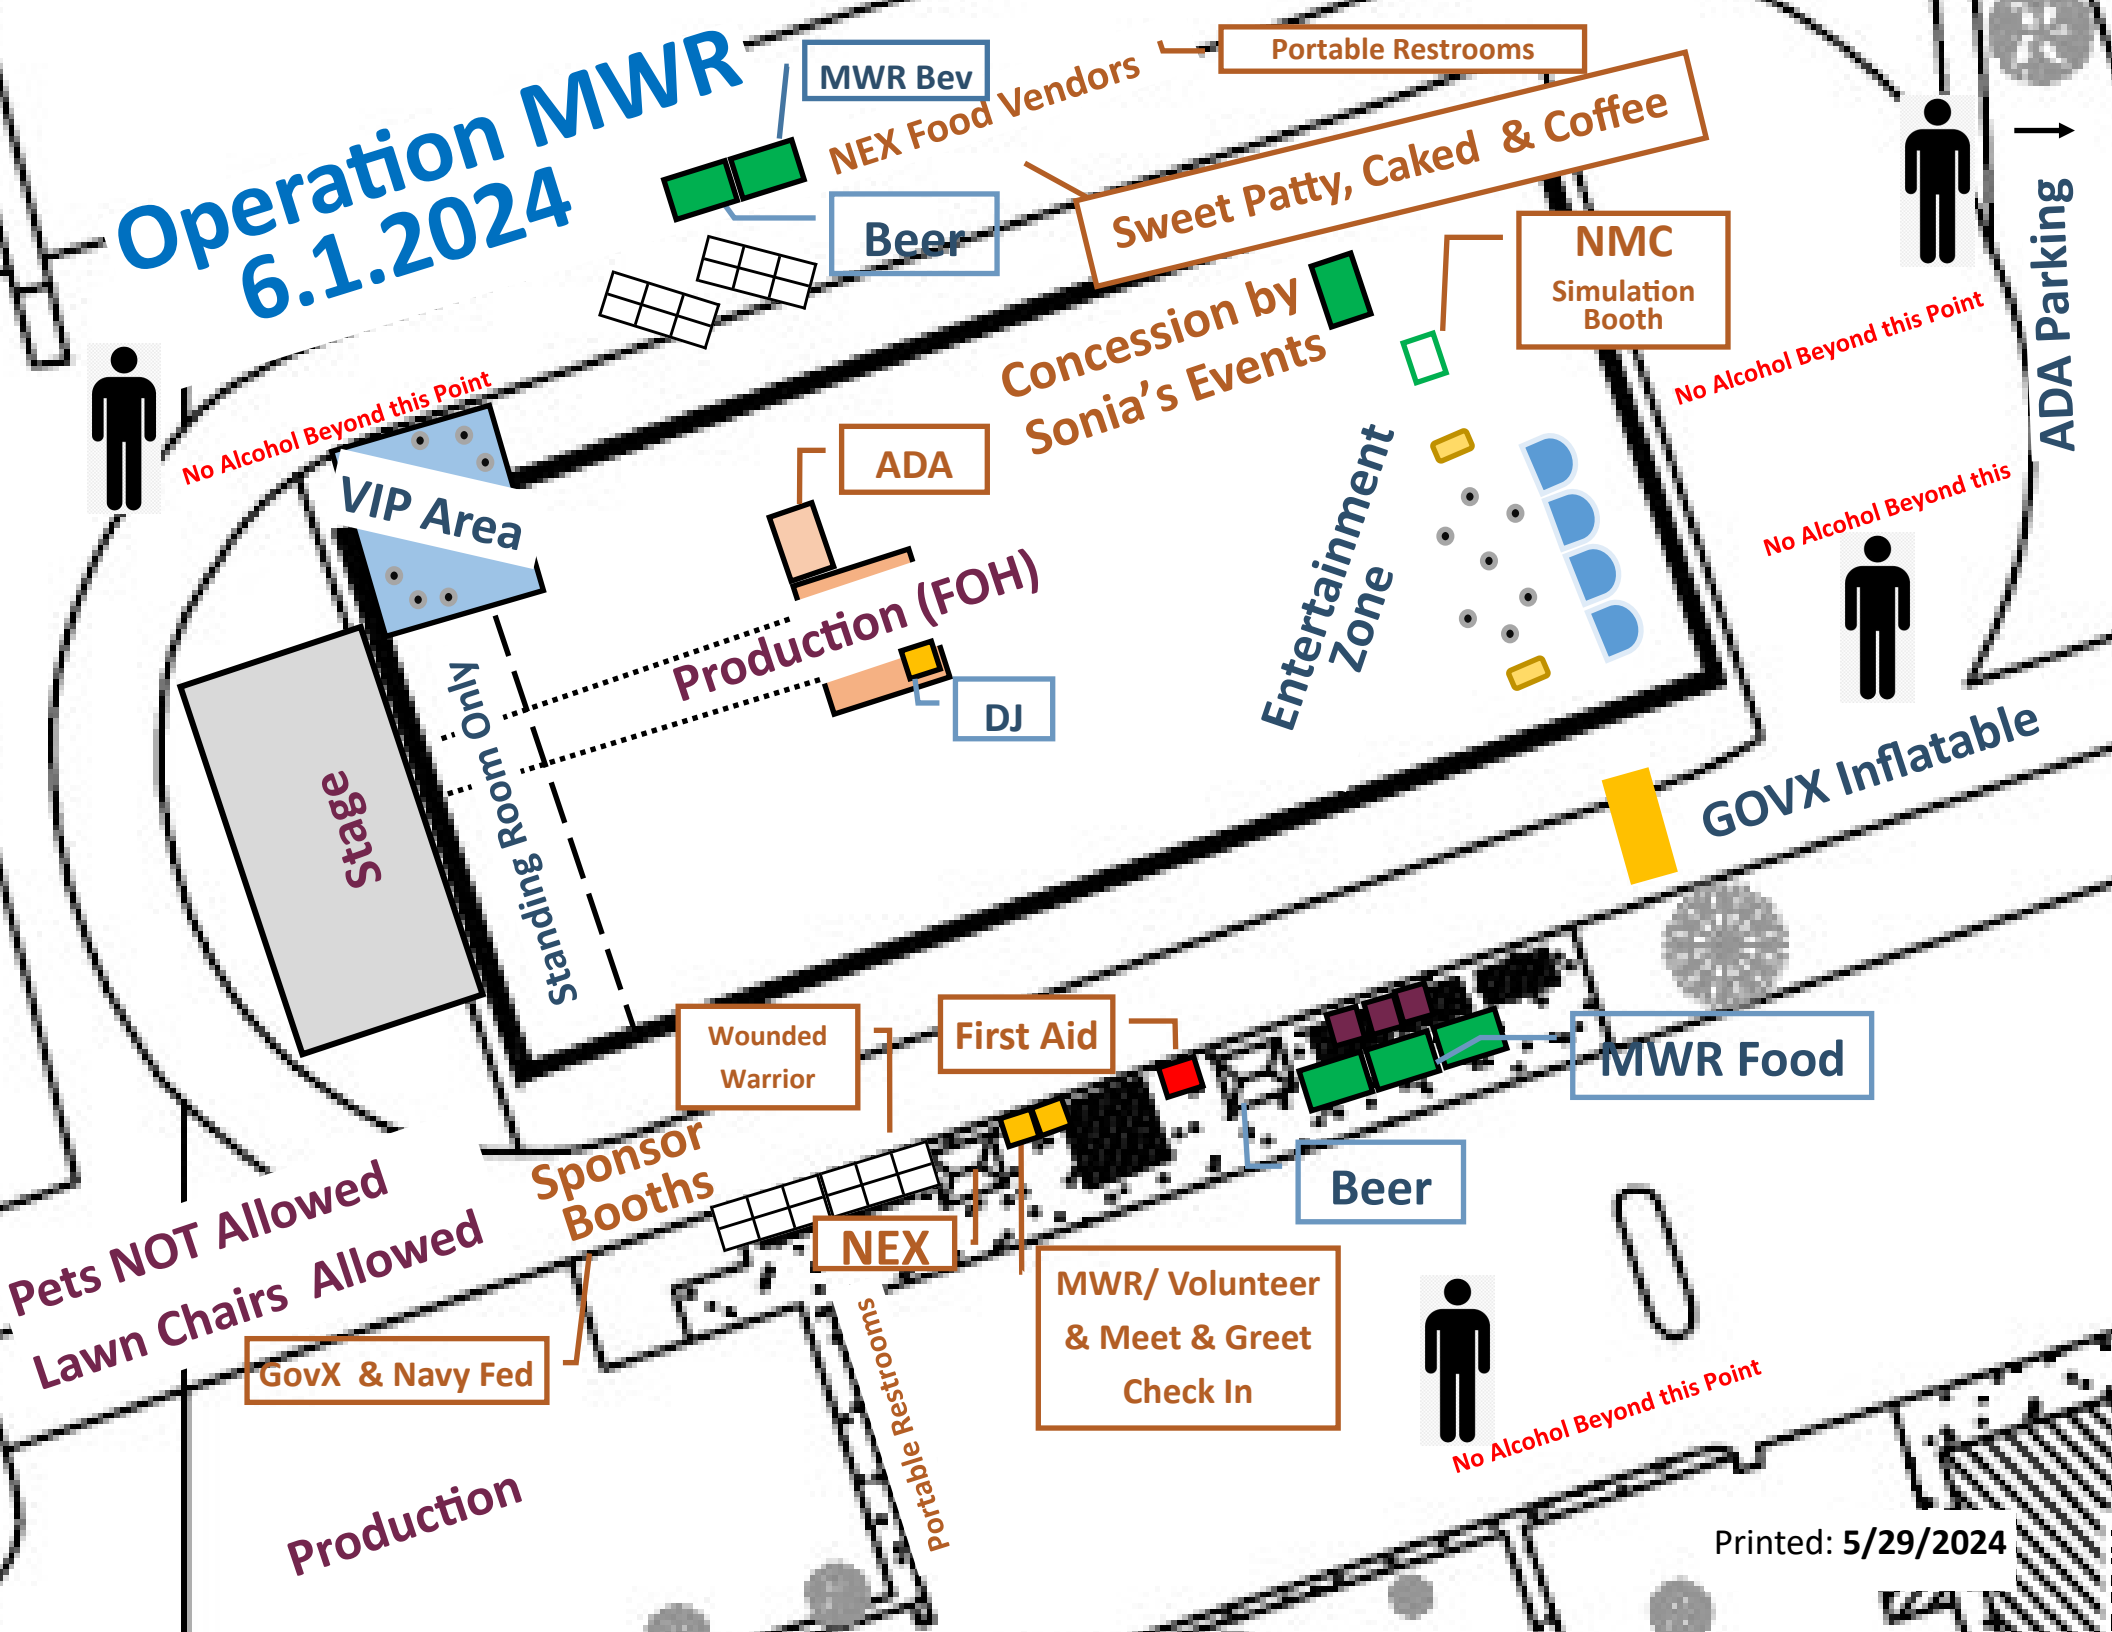 Operation MWR
6.1.2024
MWR Bev
NEX Food Vendors
Portable Restrooms
Beer
Sweet Patty, Caked & Coffee
NMC
Simulation
Booth
ADA Parking
Concession by
Sonia's Events
No Alcohol Beyond this Point
No Alcohol Beyond this Point
No Alcohol Beyond this
VIP Area
ADA
Production (FOH)
DJ
Entertainment
Zone
Standing Room Only
Stage
GOVX Inflatable
Wounded
Warrior
First Aid
MWR Food
Sponsor
Booths
Beer
NEX
MWR/ Volunteer
& Meet & Greet
Check In
Pets NOT Allowed
Lawn Chairs Allowed
GovX & Navy Fed
Portable Restrooms
No Alcohol Beyond this Point
Production
Printed: 5/29/2024